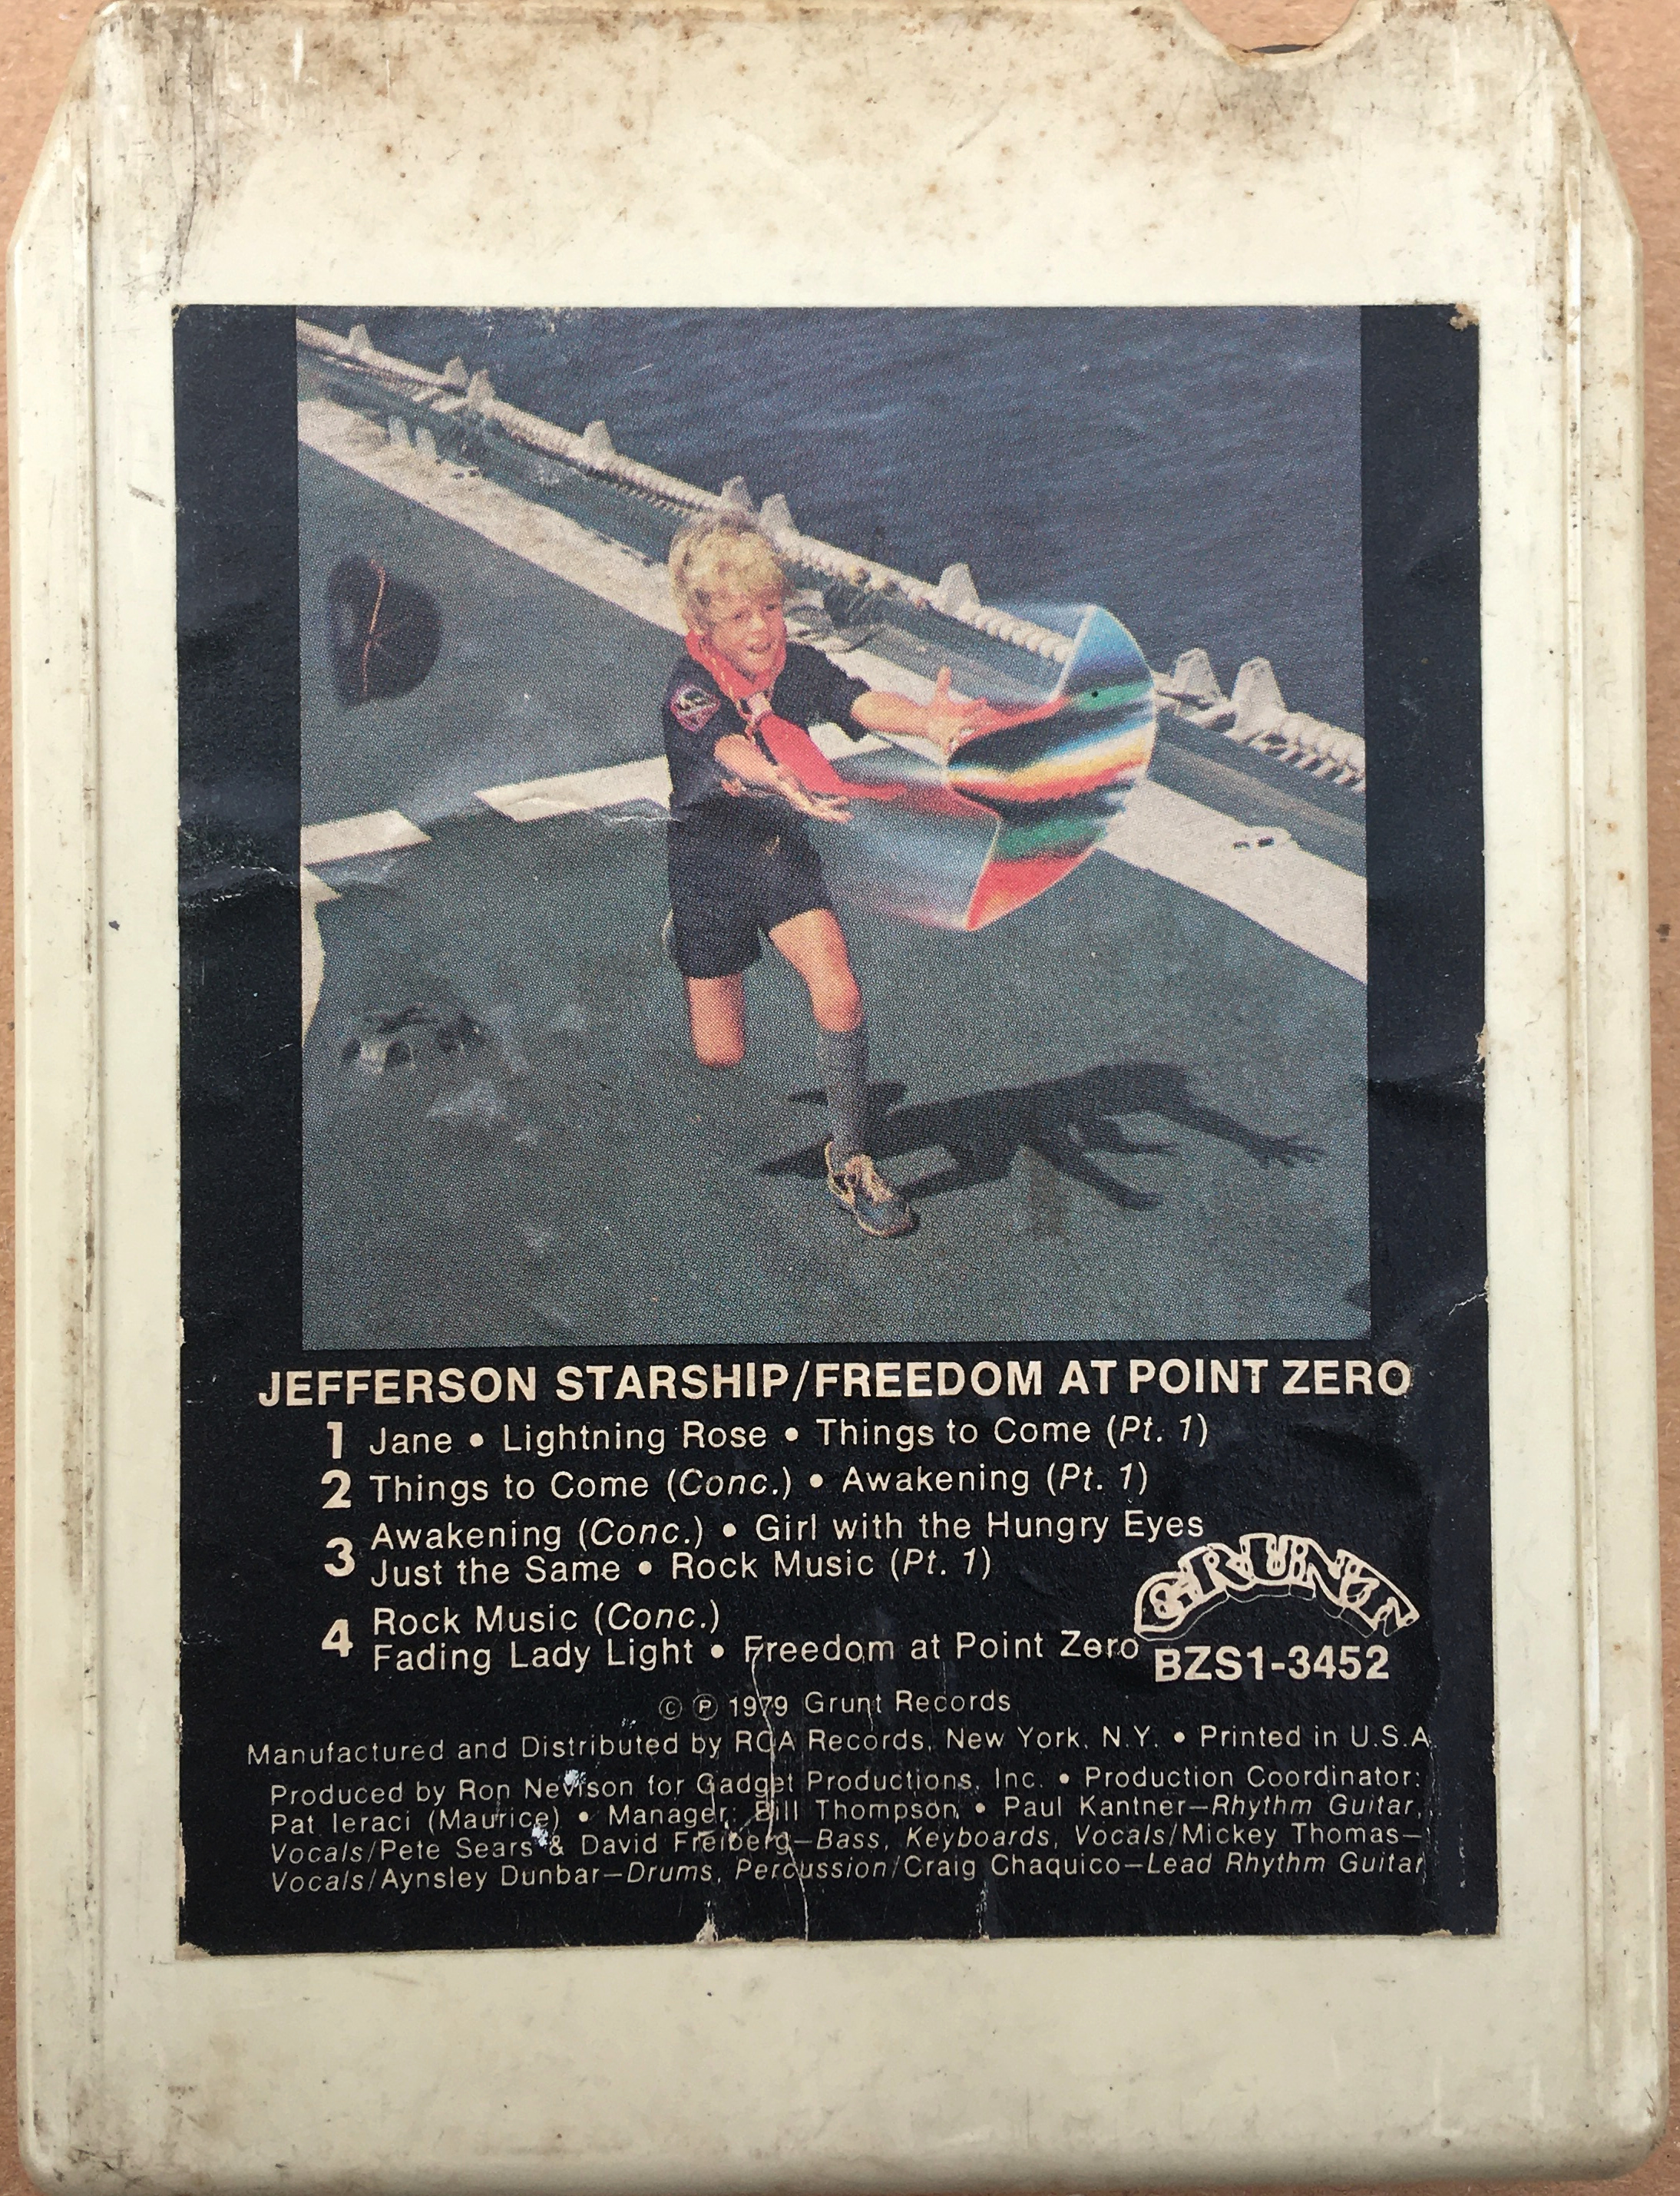 JEFFERSON STARSHIP/FREEDOM AT POINT ZERO
1 Jane • Lightning Rose • Things to Come (Pt. 1)
2 Things to Come (Conc.) • Awakening (Pt. 1)
3 Awakening (Conc.) • Girl with the Hungry Eyes
Just the Same • Rock Music (Pt. 1)
4 Rock Music (Conc.)
Fading Lady Light • Freedom at Point Zero
GRUNT
BZS1-3452
© ℗ 1979 Grunt Records
Manufactured and Distributed by RCA Records, New York, N.Y. • Printed in U.S.A.
Produced by Ron Nevison for Gadget Productions, Inc. • Production Coordinator:
Pat Ieraci (Maurice) • Manager: Bill Thompson • Paul Kantner—Rhythm Guitar,
Vocals/Pete Sears & David Freiberg—Bass, Keyboards, Vocals/Mickey Thomas—
Vocals/Aynsley Dunbar—Drums, Percussion/Craig Chaquico—Lead Rhythm Guitar